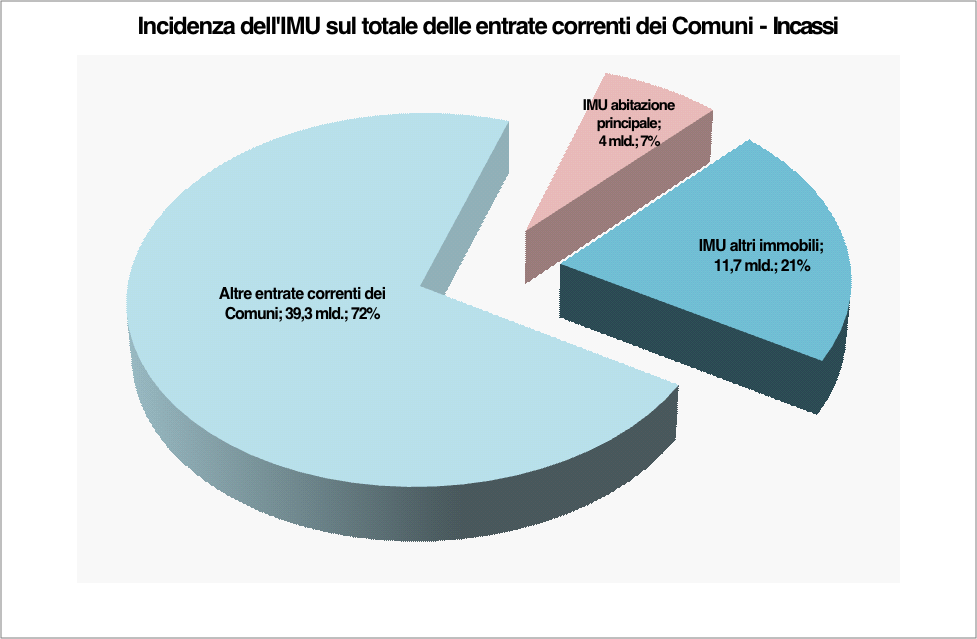 Incidenza dell'IMU sul totale delle entrate correnti dei Comuni - Incassi
IMU abitazione
principale;
4 mld.; 7%
IMU altri immobili;
11,7 mld.; 21%
Altre entrate correnti dei
Comuni; 39,3 mld.; 72%